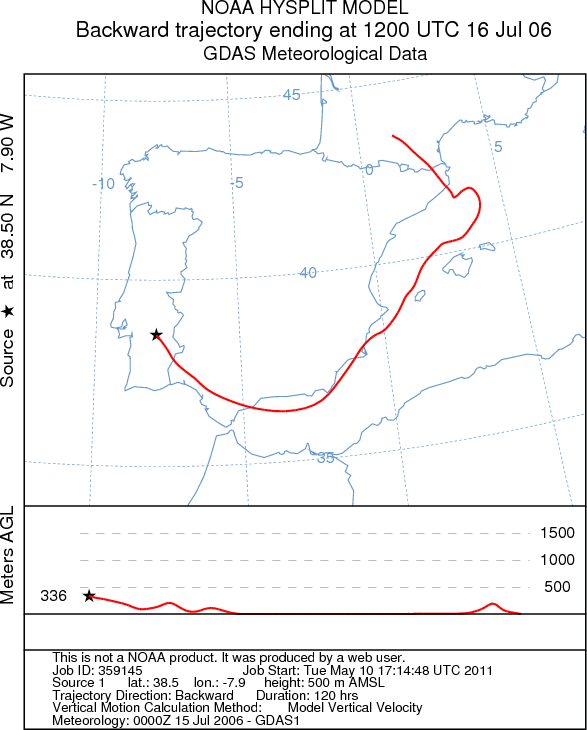 NOAA HYSPLIT MODEL
Backward trajectory ending at 1200 UTC 16 Jul 06
GDAS Meteorological Data
Source ★ at 38.50 N 7.90 W
45
5
0
-5
-10
40
35
Meters AGL
1500
1000
500
336
This is not a NOAA product. It was produced by a web user.
Job ID: 359145 Job Start: Tue May 10 17:14:48 UTC 2011
Source 1 lat.: 38.5 lon.: -7.9 height: 500 m AMSL
Trajectory Direction: Backward Duration: 120 hrs
Vertical Motion Calculation Method: Model Vertical Velocity
Meteorology: 0000Z 15 Jul 2006 - GDAS1